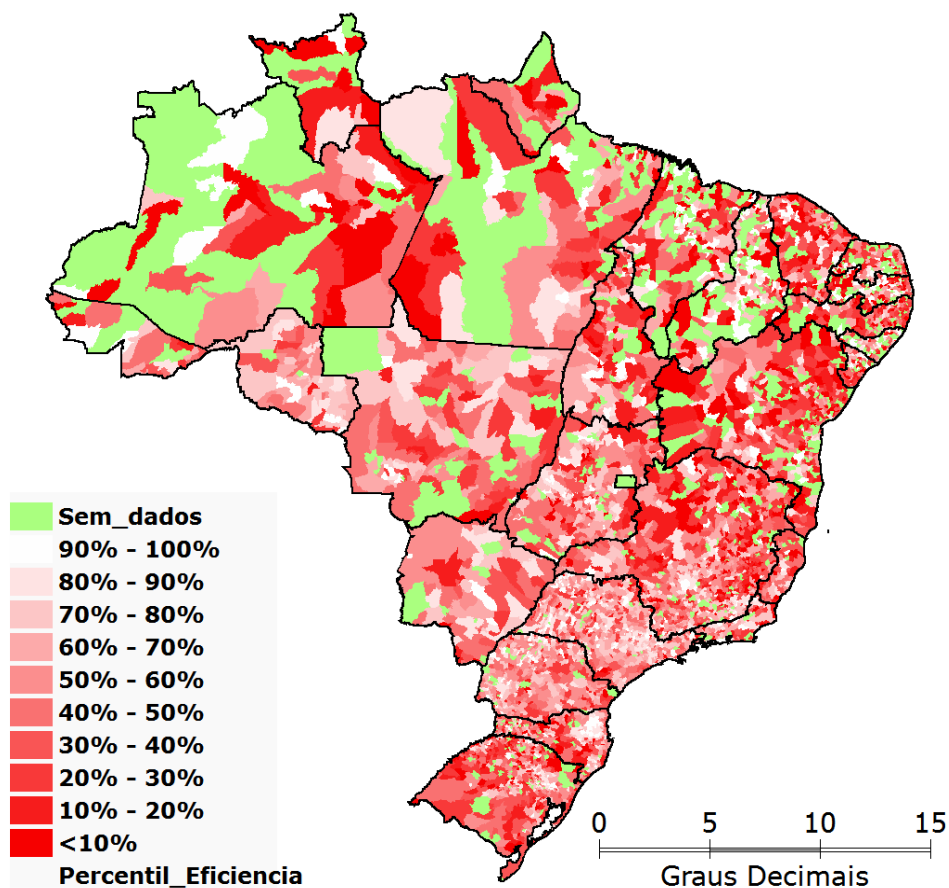 Sem_dados
90% - 100%
80% - 90%
70% - 80%
60% - 70%
50% - 60%
40% - 50%
30% - 40%
20% - 30%
10% - 20%
<10%
Percentil_Eficiencia
0 5 10 15
Graus Decimais